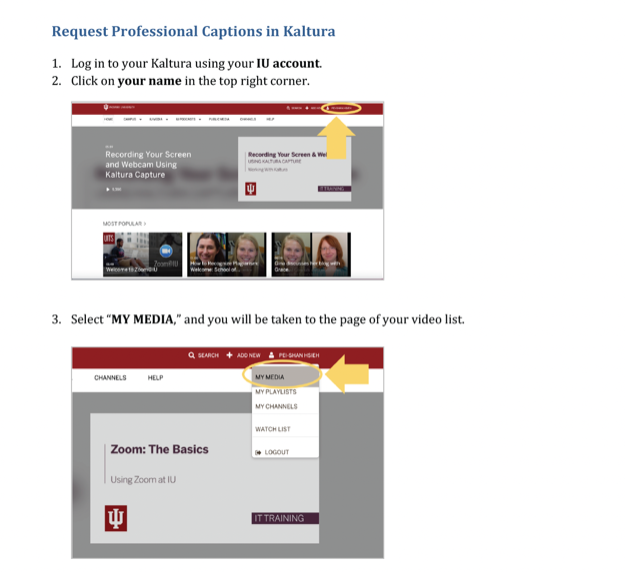 Request Professional Captions in Kaltura
1. Log in to your Kaltura using your IU account.
2. Click on your name in the top right corner.
HELP
Recording Your Screen
and Webcam Using
Kaltura Capture
Recording Your Screen & We
USING KALTURA CAPTURE
IT TRAINING
MOST POPULAR
UITS
Zoom@IU
Welcome to Zoom@IU
How to Recognize Plagiarism
Welcome: School of...
Grace
3. Select “MY MEDIA,” and you will be taken to the page of your video list.
SEARCH + ADD NEW PEI-SHAN HSIEH
CHANNELS HELP
MY MEDIA
MY PLAYLISTS
MY CHANNELS
WATCH LIST
LOGOUT
Zoom: The Basics
Using Zoom at IU
IT TRAINING